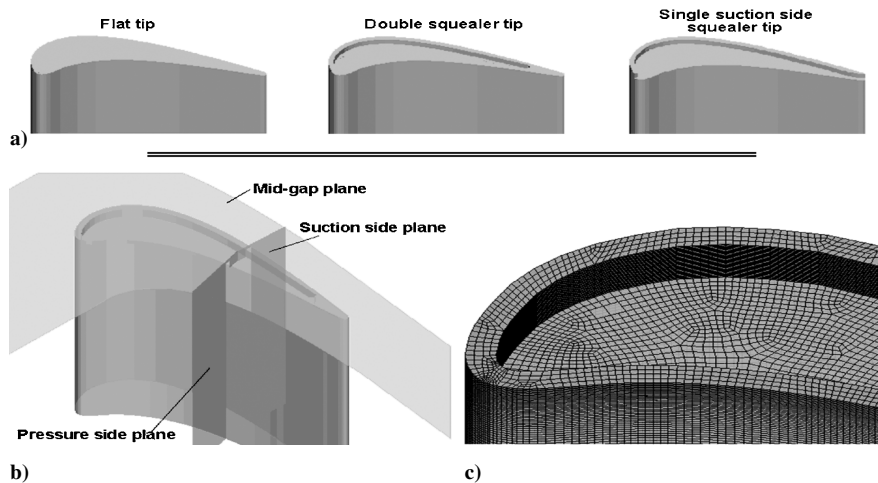 Flat tip
Double squealer tip
Single suction side
squealer tip
a)
Mid-gap plane
Suction side plane
Pressure side plane
b)
c)